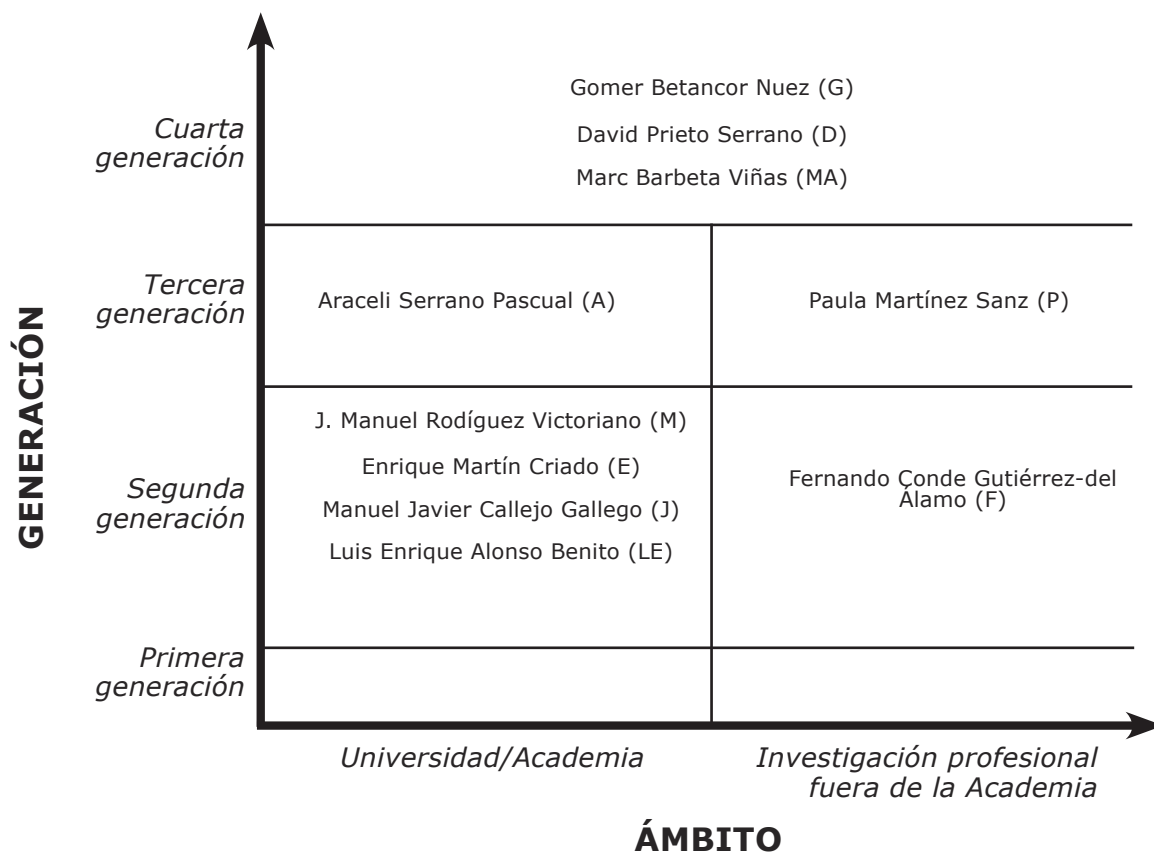 Gomer Betancor Nuez (G)
Cuarta
generación
David Prieto Serrano (D)
Marc Barbeta Viñas (MA)
Tercera
generación
Araceli Serrano Pascual (A)
Paula Martínez Sanz (P)
GENERACIÓN
J. Manuel Rodíguez Victoriano (M)
Enrique Martín Criado (E)
Segunda
generación
Manuel Javier Callejo Gallego (J)
Luis Enrique Alonso Benito (LE)
Fernando Conde Gutiérrez-del
Álamo (F)
Primera
generación
Universidad/Academia
Investigación profesional
fuera de la Academia
ÁMBITO